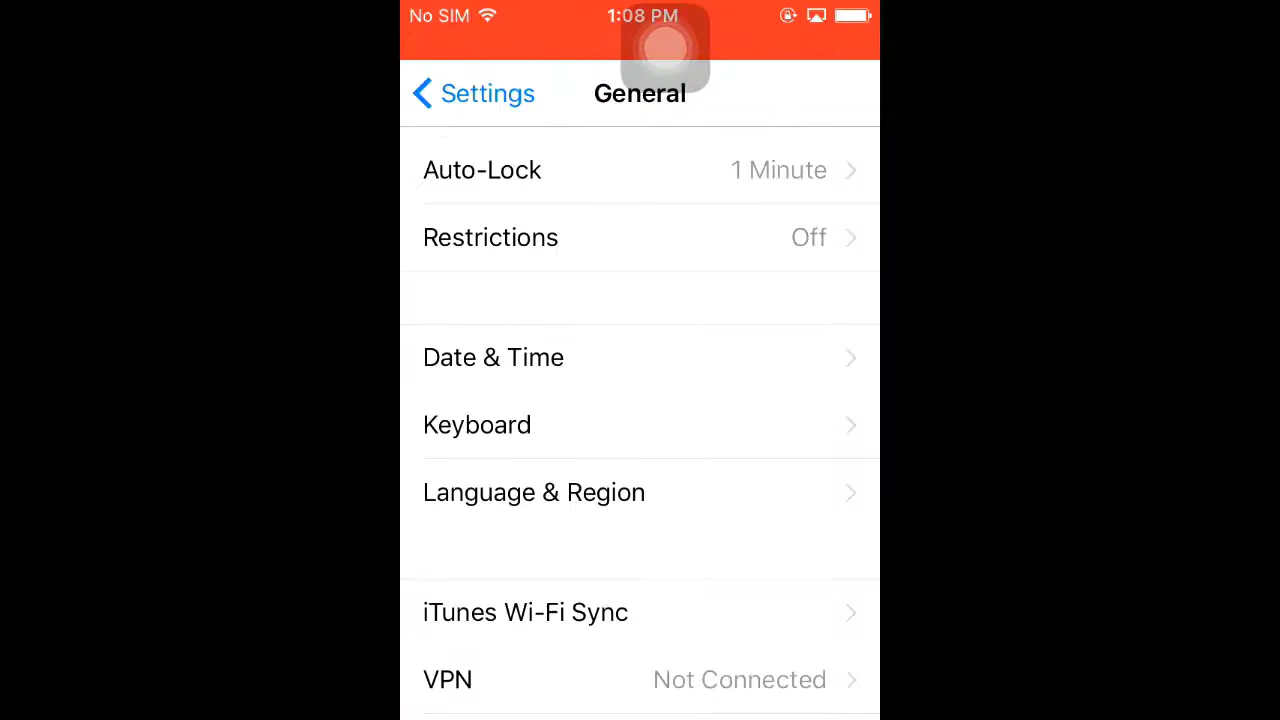 No SIM 1:08 PM
Settings General
Auto-Lock 1 Minute
Restrictions Off
Date & Time
Keyboard
Language & Region
iTunes Wi-Fi Sync
VPN Not Connected